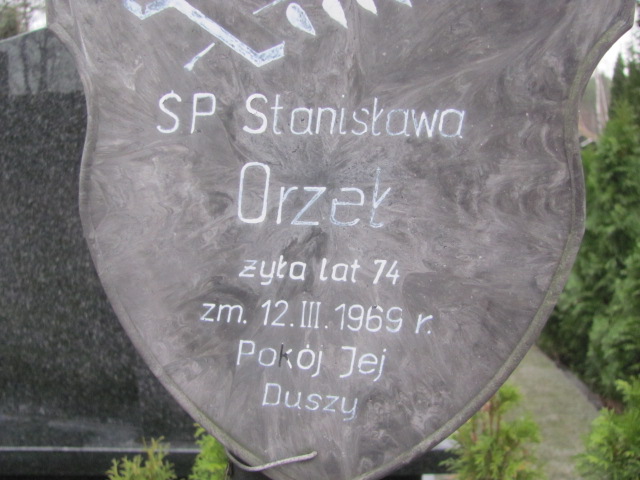 SP Stanisława
Orzeł
żyła lat 74
zm. 12.III.1969 r.
Pokój Jej
Duszy